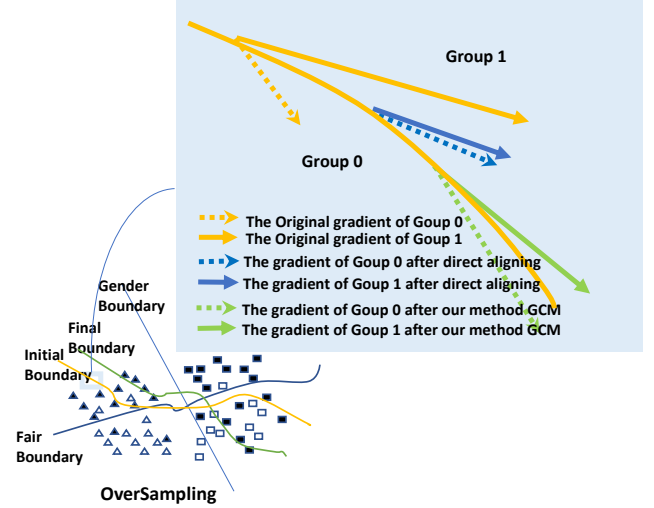 Group 1
Group 0
The Original gradient of Goup 0
The Original gradient of Goup 1
The gradient of Goup 0 after direct aligning
The gradient of Goup 1 after direct aligning
The gradient of Goup 0 after our method GCM
The gradient of Goup 1 after our method GCM
Gender
Boundary
Final
Boundary
Initial
Boundary
Fair
Boundary
OverSampling